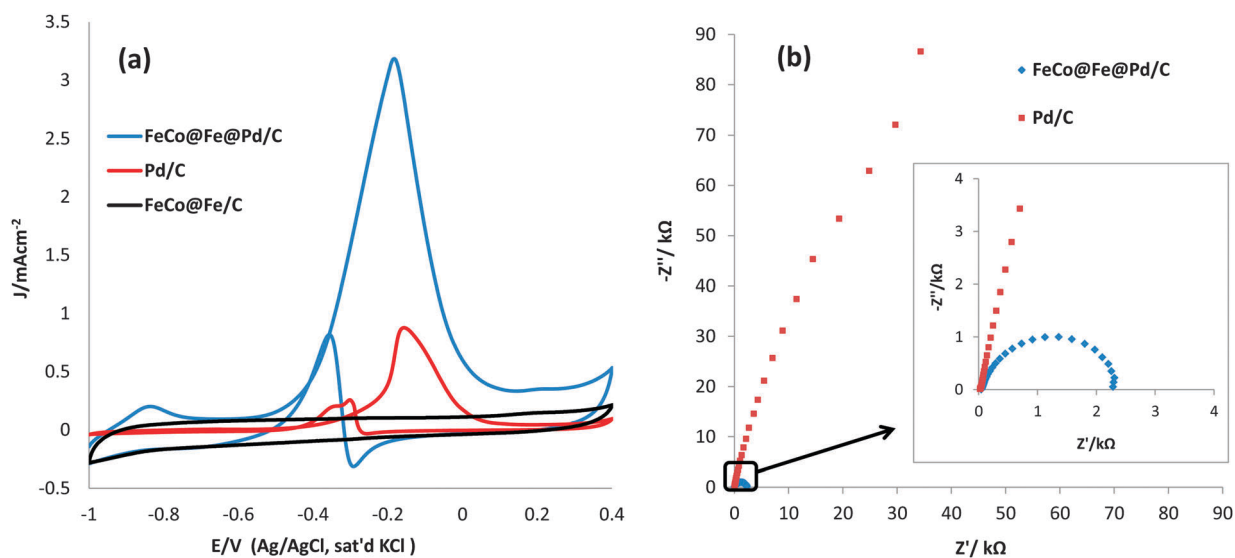 (a)
FeCo@Fe@Pd/C
Pd/C
FeCo@Fe/C
J/mAcm⁻²
3.5
3
2.5
2
1.5
1
0.5
0
-0.5
-1 -0.8 -0.6 -0.4 -0.2 0 0.2 0.4
E/V (Ag/AgCl, sat'd KCl )
(b)
FeCo@Fe@Pd/C
Pd/C
-Z''/ kΩ
90
80
70
60
50
40
30
20
10
0
0 10 20 30 40 50 60 70 80 90
Z'/ kΩ
-Z''/kΩ
4
3
2
1
0
0 1 2 3 4
Z'/kΩ